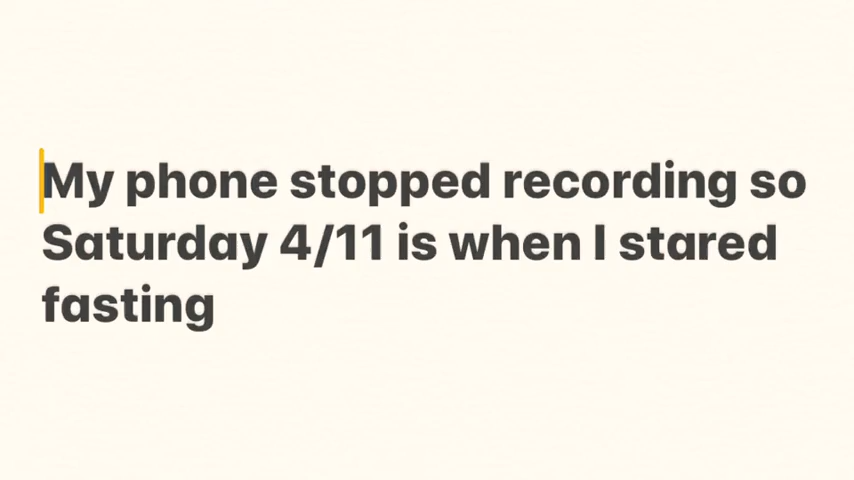 My phone stopped recording so
Saturday 4/11 is when I stared
fasting